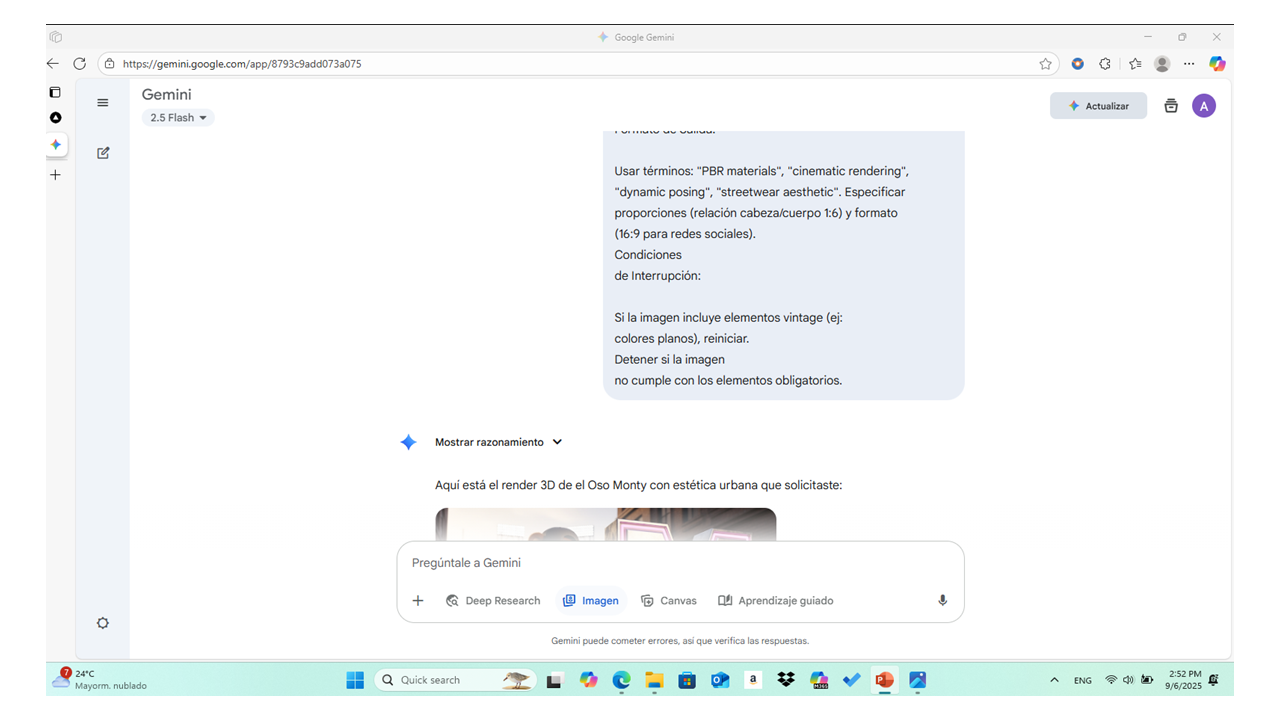 Google Gemini
https://gemini.google.com/app/8793c9add073a075
Gemini
2.5 Flash
Actualizar
A
Formato de Salida:
Usar términos: "PBR materials", "cinematic rendering",
"dynamic posing", "streetwear aesthetic". Especificar
proporciones (relación cabeza/cuerpo 1:6) y formato
(16:9 para redes sociales).
Condiciones
de Interrupción:
Si la imagen incluye elementos vintage (ej:
colores planos), reiniciar.
Detener si la imagen
no cumple con los elementos obligatorios.
Mostrar razonamiento
Aquí está el render 3D de el Oso Monty con estética urbana que solicitaste:
Pregúntale a Gemini
Deep Research
Imagen
Canvas
Aprendizaje guiado
Gemini puede cometer errores, así que verifica las respuestas.
7
24°C
Mayorm. nublado
Quick search
a
M365
ENG
2:52 PM
9/6/2025